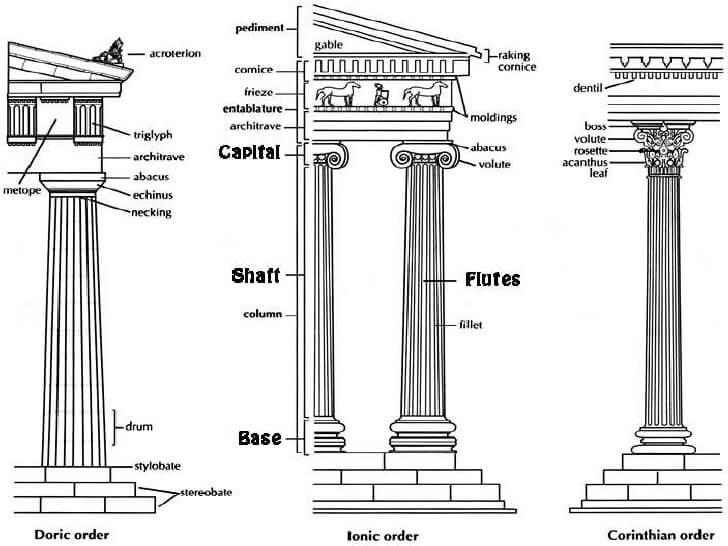 acroterion
triglyph
architrave
metope
abacus
echinus
necking
drum
stylobate
stereobate
Doric order
pediment
gable
raking
cornice
cornice
frieze
entablature
architrave
moldings
Capital
abacus
volute
Shaft
Flutes
column
fillet
Base
Ionic order
dentil
boss
volute
rosette
acanthus
leaf
Corinthian order